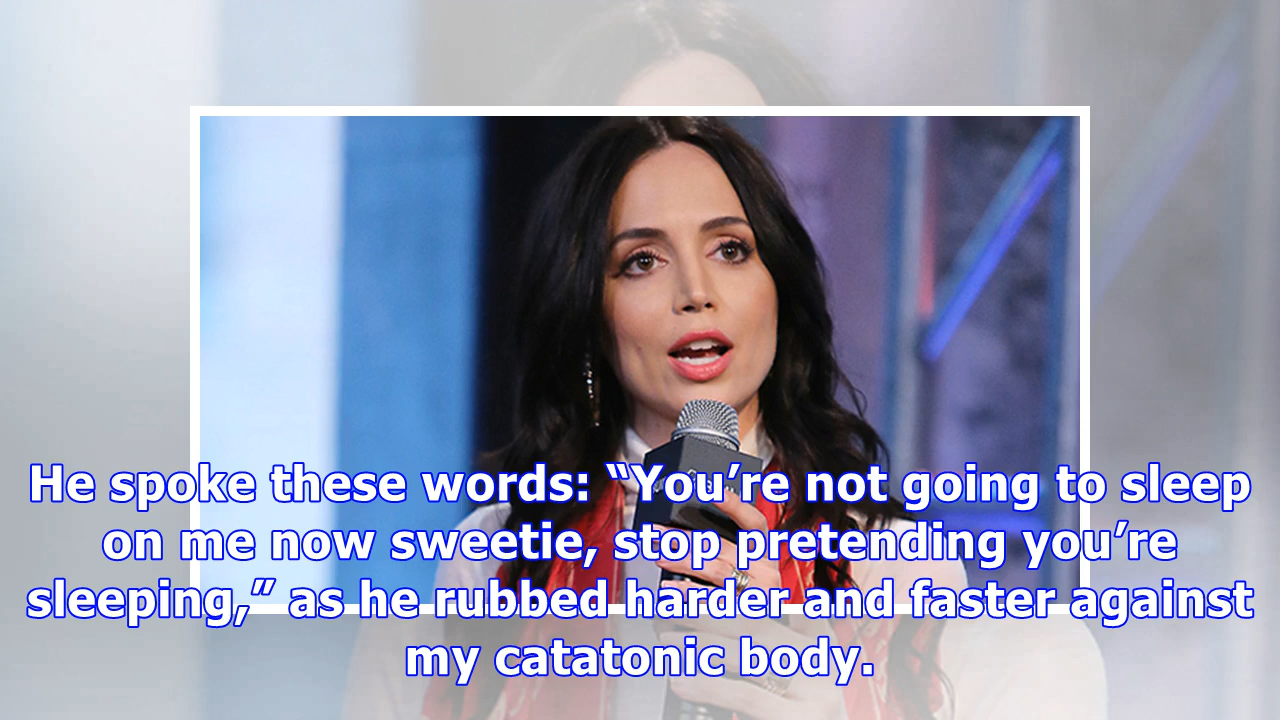 He spoke these words: “You’re not going to sleep
on me now sweetie, stop pretending you’re
sleeping,” as he rubbed harder and faster against
my catatonic body.